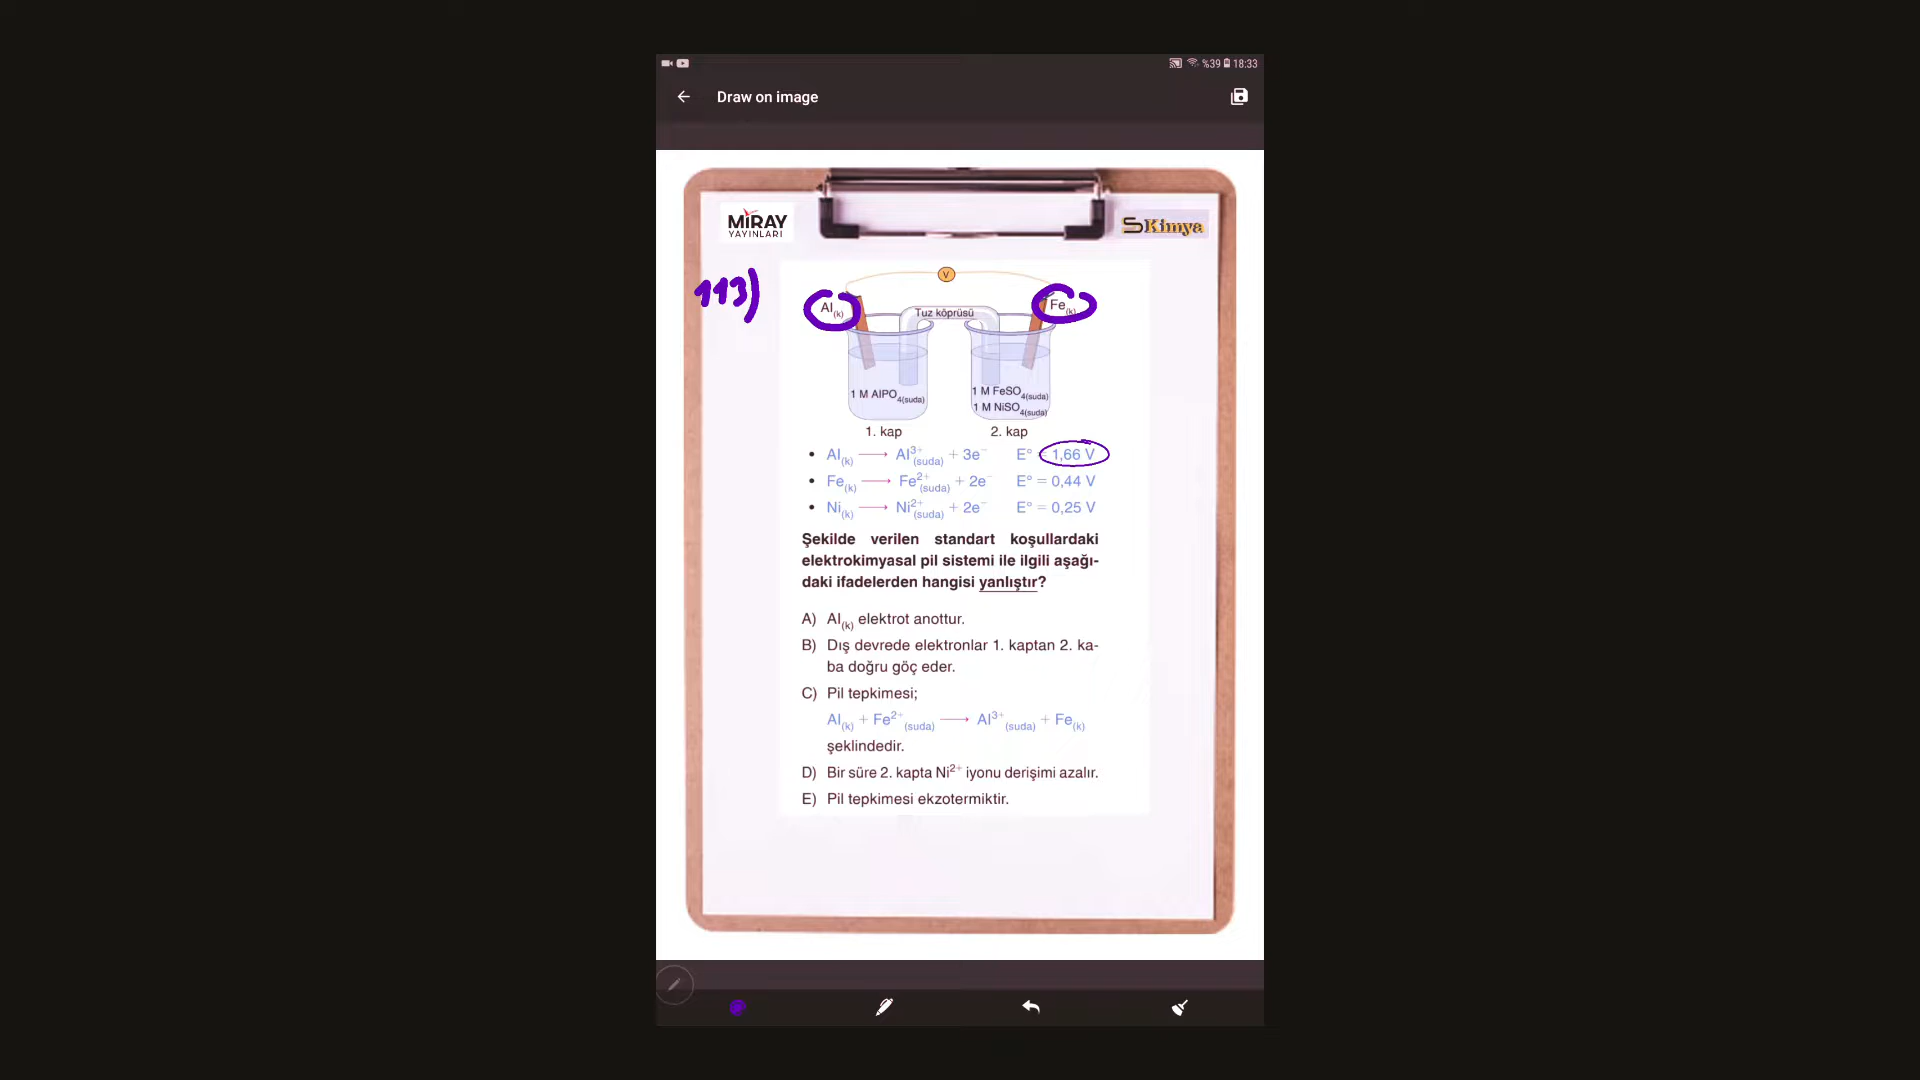 %39 18:33
Draw on image
MİRAY
YAYINLARI
SKimya
113)
V
Al(k)
Fe(k)
Tuz köprüsü
1 M AlPO4(suda)
1 M FeSO4(suda)
1 M NiSO4(suda)
1. kap
2. kap
• Al(k) ⟶ Al³⁺(suda) + 3e⁻ E° = 1,66 V
• Fe(k) ⟶ Fe²⁺(suda) + 2e⁻ E° = 0,44 V
• Ni(k) ⟶ Ni²⁺(suda) + 2e⁻ E° = 0,25 V
Şekilde verilen standart koşullardaki
elektrokimyasal pil sistemi ile ilgili aşağı-
daki ifadelerden hangisi yanlıştır?
A) Al(k) elektrot anottur.
B) Dış devrede elektronlar 1. kaptan 2. ka-
ba doğru göç eder.
C) Pil tepkimesi;
Al(k) + Fe²⁺(suda) ⟶ Al³⁺(suda) + Fe(k)
şeklindedir.
D) Bir süre 2. kapta Ni²⁺ iyonu derişimi azalır.
E) Pil tepkimesi ekzotermiktir.